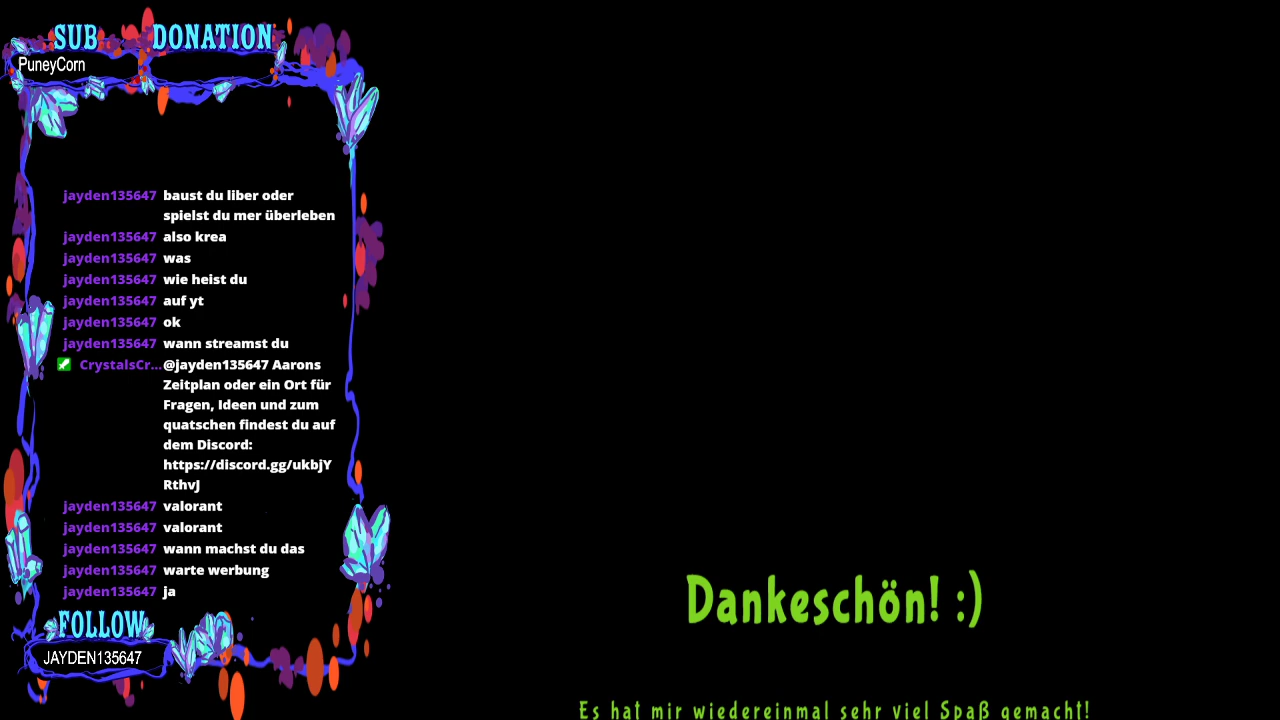 SUB DONATION
PuneyCorn
jayden135647 baust du liber oder
spielst du mer überleben
jayden135647 also krea
jayden135647 was
jayden135647 wie heist du
jayden135647 auf yt
jayden135647 ok
jayden135647 wann streamst du
CrystalsCr... @jayden135647 Aarons
Zeitplan oder ein Ort für
Fragen, Ideen und zum
quatschen findest du auf
dem Discord:
https://discord.gg/ukbjY
RthvJ
jayden135647 valorant
jayden135647 valorant
jayden135647 wann machst du das
jayden135647 warte werbung
jayden135647 ja
FOLLOW
JAYDEN135647
Dankeschön! :)
Es hat mir wiedereinmal sehr viel Spaß gemacht!